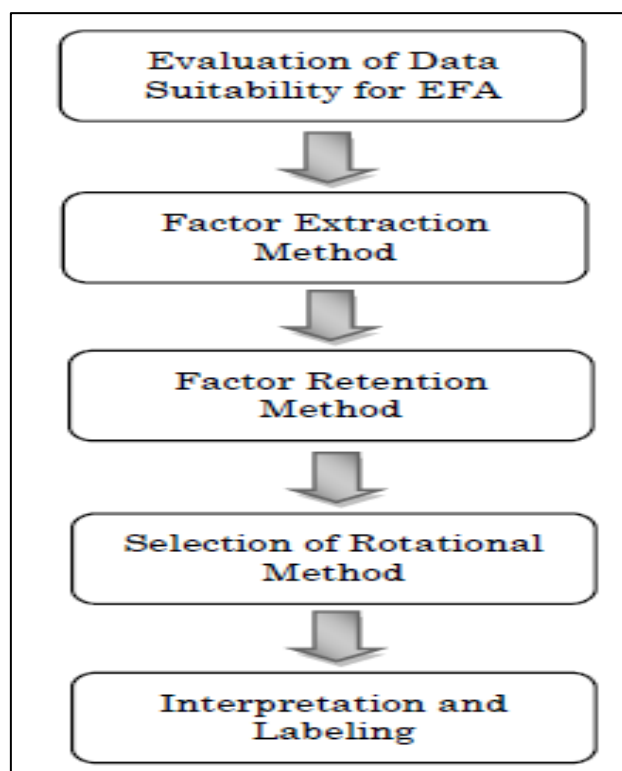 Evaluation of Data
Suitability for EFA
Factor Extraction
Method
Factor Retention
Method
Selection of Rotational
Method
Interpretation and
Labeling